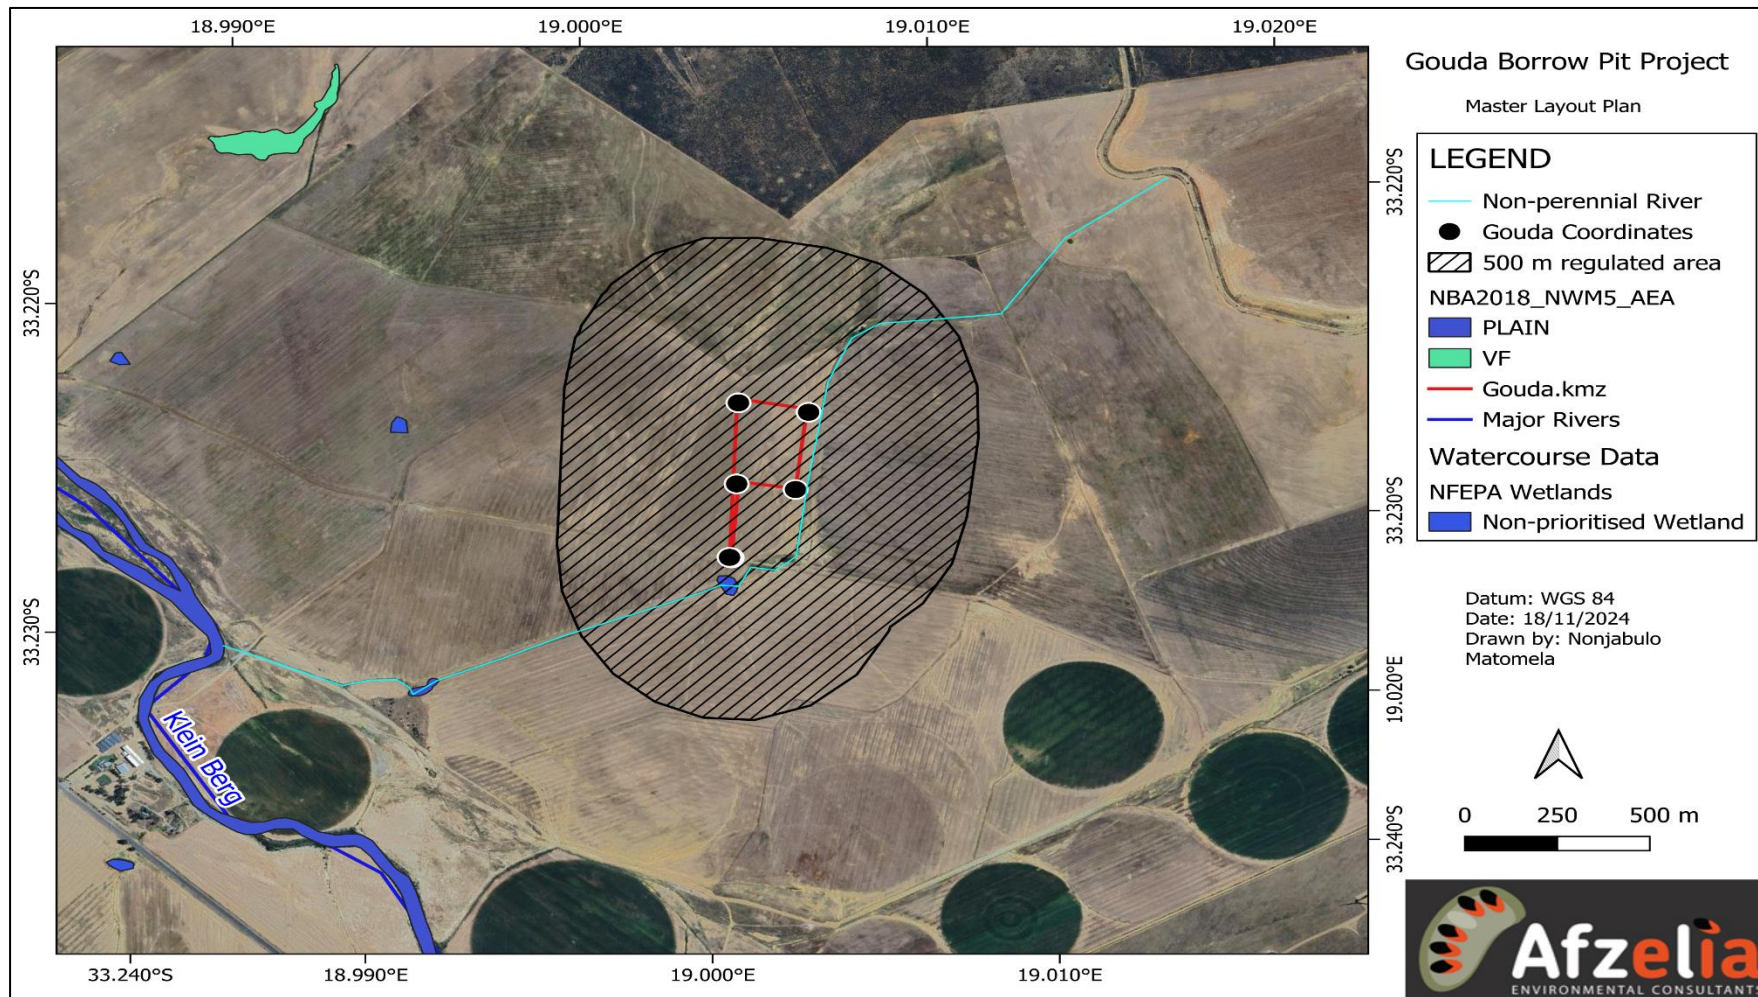 18.990°E 19.000°E 19.010°E 19.020°E
Gouda Borrow Pit Project
Master Layout Plan
LEGEND
Non-perennial River
Gouda Coordinates
500 m regulated area
NBA2018_NWM5_AEA
PLAIN
VF
Gouda.kmz
Major Rivers
Watercourse Data
NFEPA Wetlands
Non-prioritised Wetland
33.220°S
33.230°S
33.220°S
33.230°S
19.020°E
33.240°S
Klein Berg
Datum: WGS 84
Date: 18/11/2024
Drawn by: Nonjabulo
Matomela
0 250 500 m
33.240°S 18.990°E 19.000°E 19.010°E
Afzelia
ENVIRONMENTAL CONSULTANTS